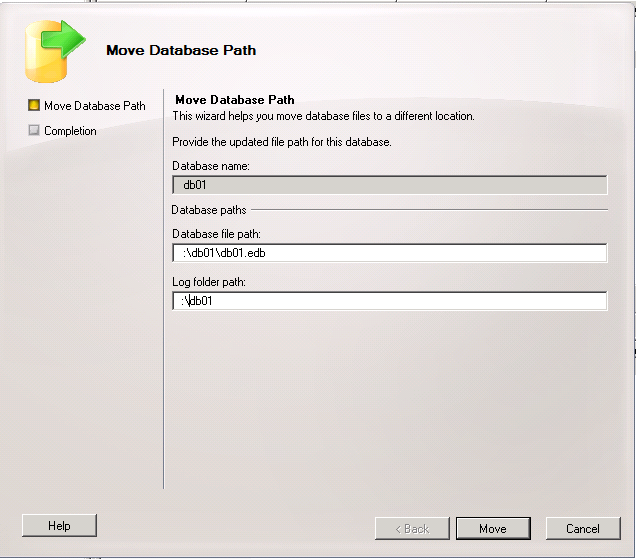 Move Database Path
Move Database Path
Completion
Move Database Path
This wizard helps you move database files to a different location.
Provide the updated file path for this database.
Database name:
db01
Database paths
Database file path:
:\db01\db01.edb
Log folder path:
:\db01
Help
< Back
Move
Cancel